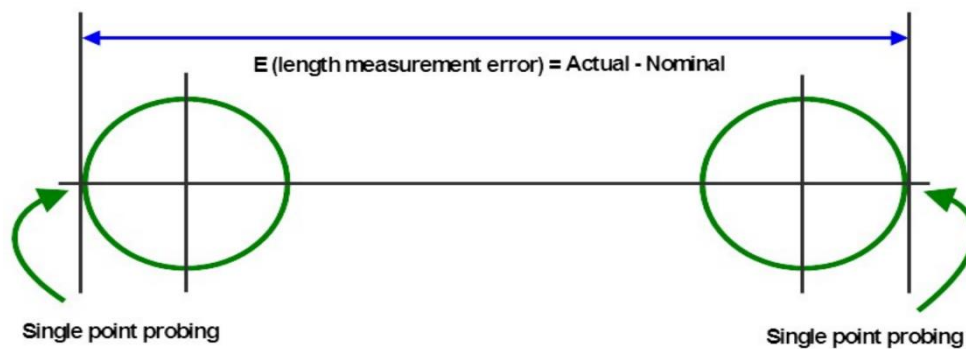 E (length measurement error) = Actual - Nominal
Single point probing
Single point probing